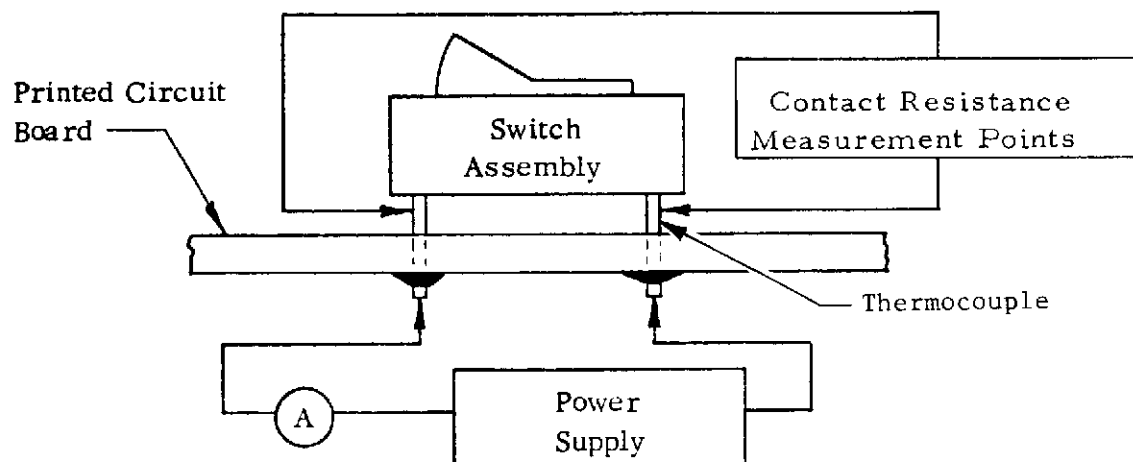 Printed Circuit
Board
Switch
Assembly
Contact Resistance
Measurement Points
Thermocouple
A
Power
Supply